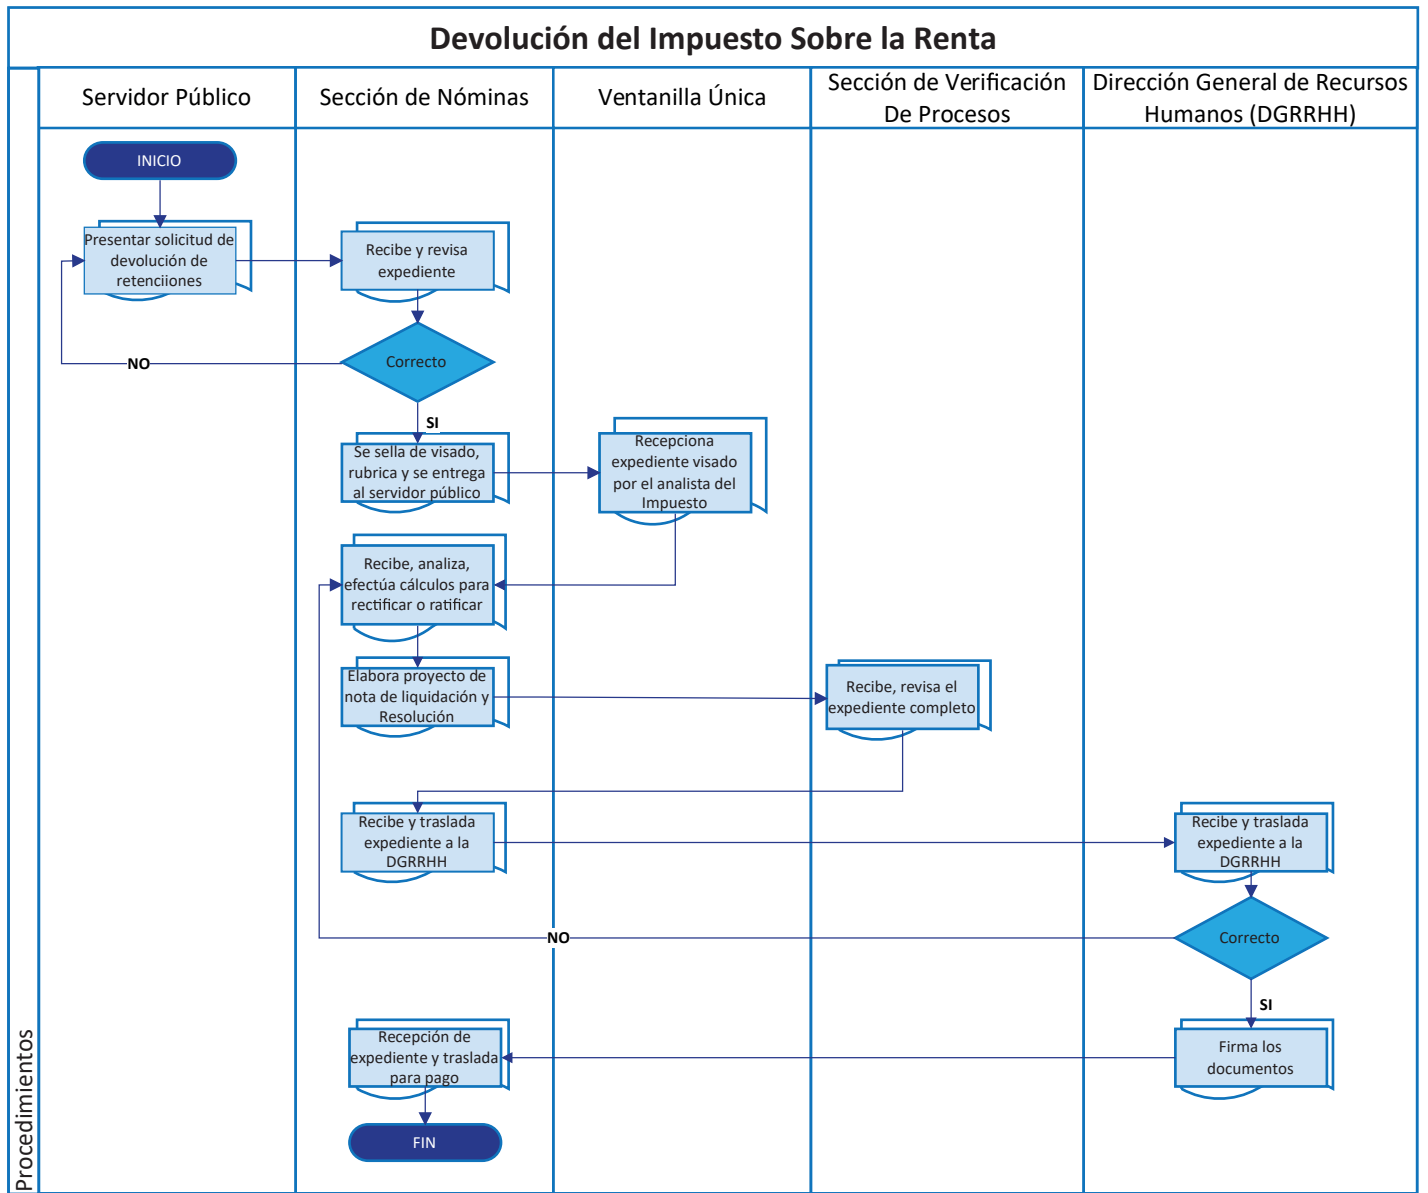 Devolución del Impuesto Sobre la Renta
Servidor Público
Sección de Nóminas
Ventanilla Única
Sección de Verificación
De Procesos
Dirección General de Recursos
Humanos (DGRRHH)
Procedimientos
INICIO
Presentar solicitud de
devolución de
retenciiones
Recibe y revisa
expediente
Correcto
NO
SI
Se sella de visado,
rubrica y se entrega
al servidor público
Recepciona
expediente visado
por el analista del
Impuesto
Recibe, analiza,
efectúa cálculos para
rectificar o ratificar
Elabora proyecto de
nota de liquidación y
Resolución
Recibe, revisa el
expediente completo
Recibe y traslada
expediente a la
DGRRHH
Recibe y traslada
expediente a la
DGRRHH
Correcto
NO
SI
Firma los
documentos
Recepción de
expediente y traslada
para pago
FIN